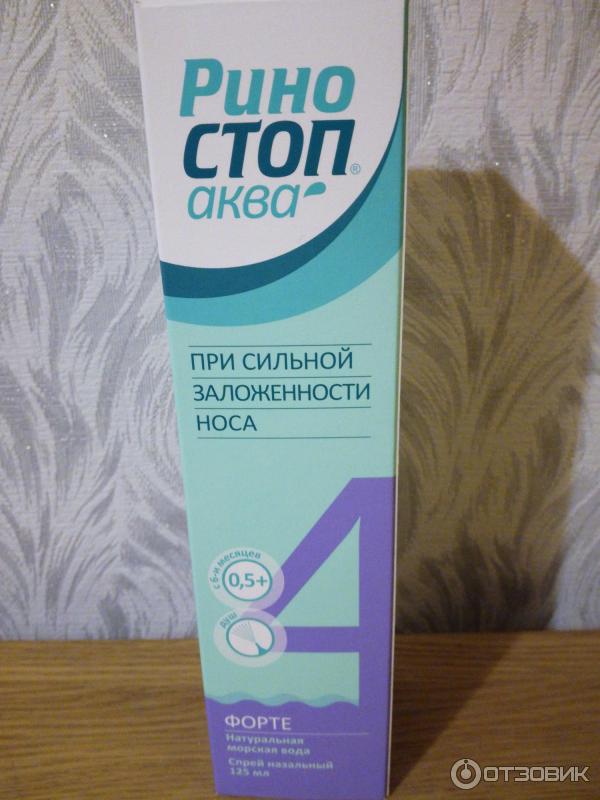 Рино
СТОП®
аква
ПРИ СИЛЬНОЙ
ЗАЛОЖЕННОСТИ
НОСА
4
с 6-и месяцев
0,5+
душ
ФОРТЕ
Натуральная
морская вода
Спрей назальный
125 мл
ОТЗОВИК